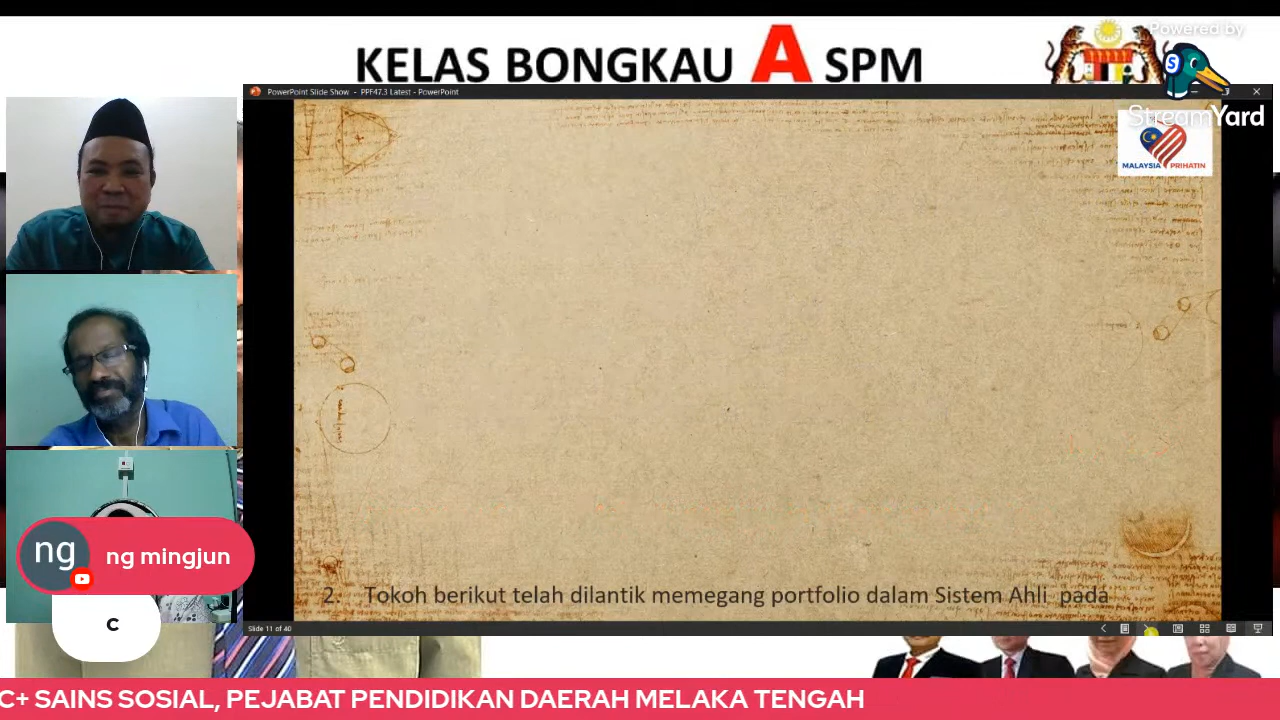 KELAS BONGKAU A SPM
Powered by
StreamYard
PowerPoint Slide Show - PPF47.3 Latest - PowerPoint
MALAYSIA PRIHATIN
2. Tokoh berikut telah dilantik memegang portfolio dalam Sistem Ahli pada
Slide 11 of 40
ng
ng mingjun
c
C+ SAINS SOSIAL, PEJABAT PENDIDIKAN DAERAH MELAKA TENGAH